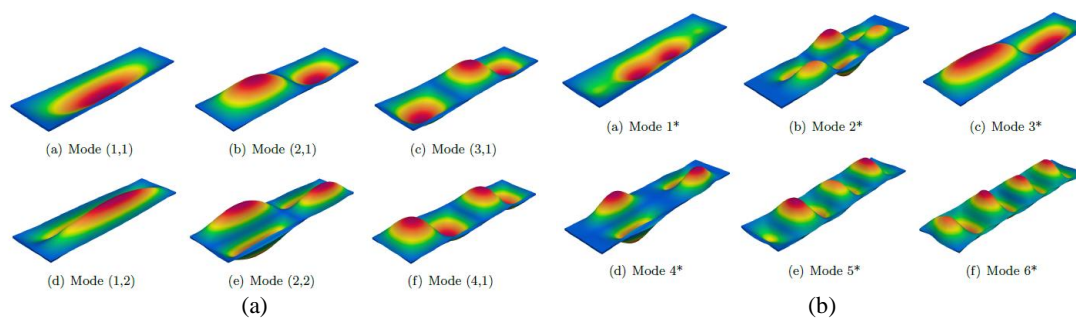 (a) Mode (1,1)
(b) Mode (2,1)
(c) Mode (3,1)
(d) Mode (1,2)
(e) Mode (2,2)
(f) Mode (4,1)
(a)
(a) Mode 1*
(b) Mode 2*
(c) Mode 3*
(d) Mode 4*
(e) Mode 5*
(f) Mode 6*
(b)